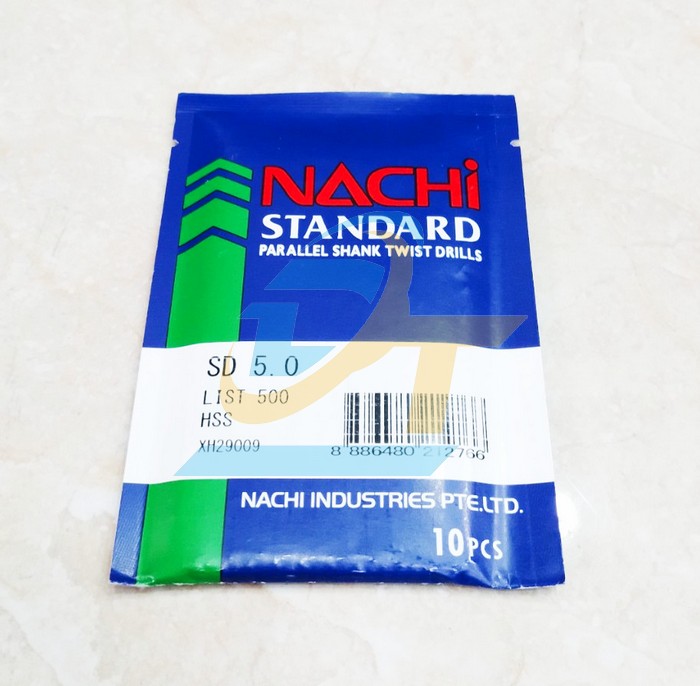 NACHi
STANDARD
PARALLEL SHANK TWIST DRILLS
SD 5.0
LIST 500
HSS
XH29009
8 886480 212766
NACHI INDUSTRIES PTE.LTD.
10PCS